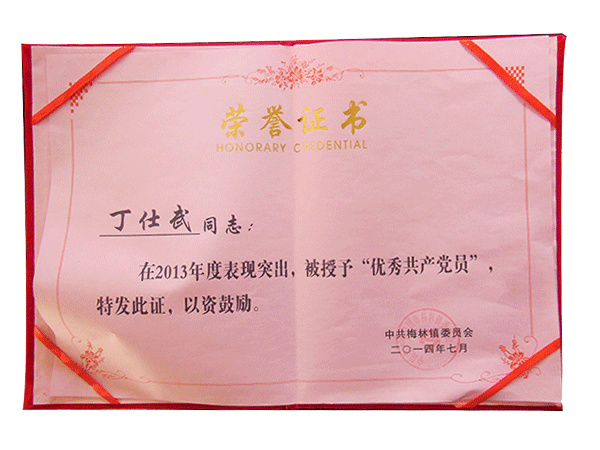 荣誉证书
HONORARY CREDENTIAL
丁仕武同志:
在2013年度表现突出，被授予“优秀共产党员”，
特发此证，以资鼓励。
中共梅林镇委员会
二〇一四年七月